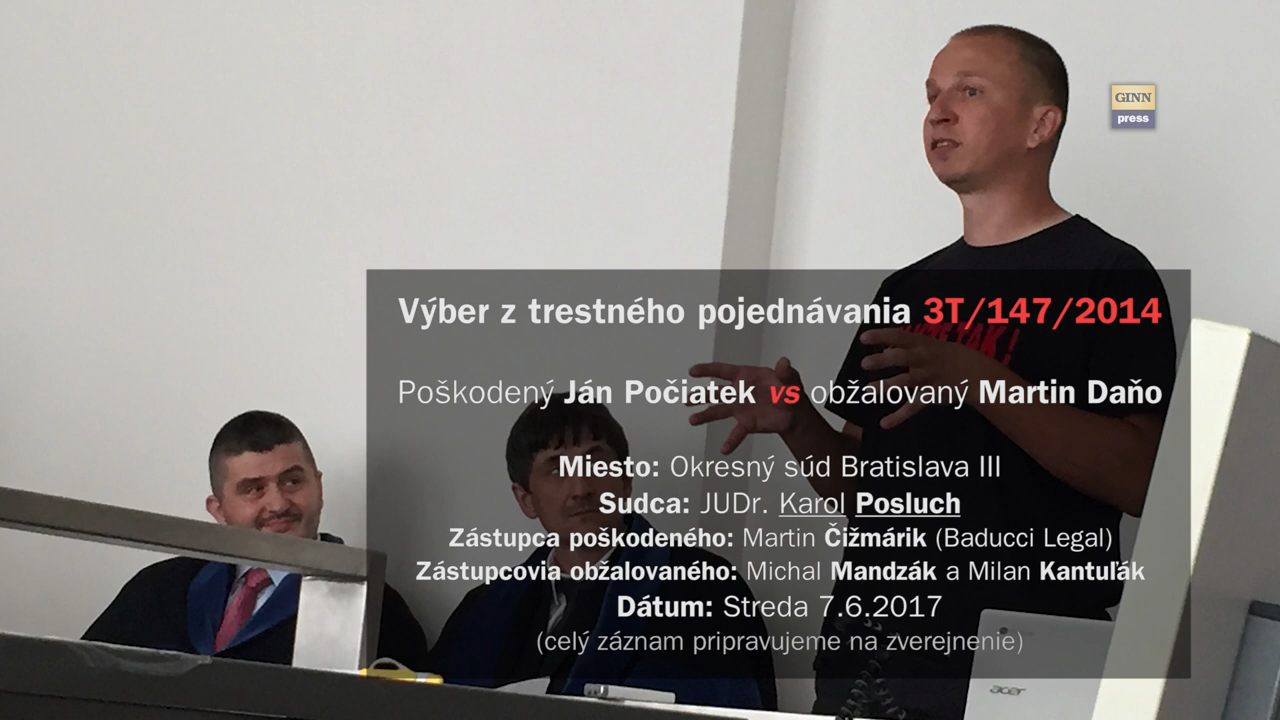 GINN
press
Výber z trestného pojednávania 3T/147/2014
Poškodený Ján Počiatek vs obžalovaný Martin Daňo
Miesto: Okresný súd Bratislava III
Sudca: JUDr. Karol Posluch
Zástupca poškodeného: Martin Čižmárik (Baducci Legal)
Zástupcovia obžalovaného: Michal Mandzák a Milan Kantuľák
Dátum: Streda 7.6.2017
(celý záznam pripravujeme na zverejnenie)
acer